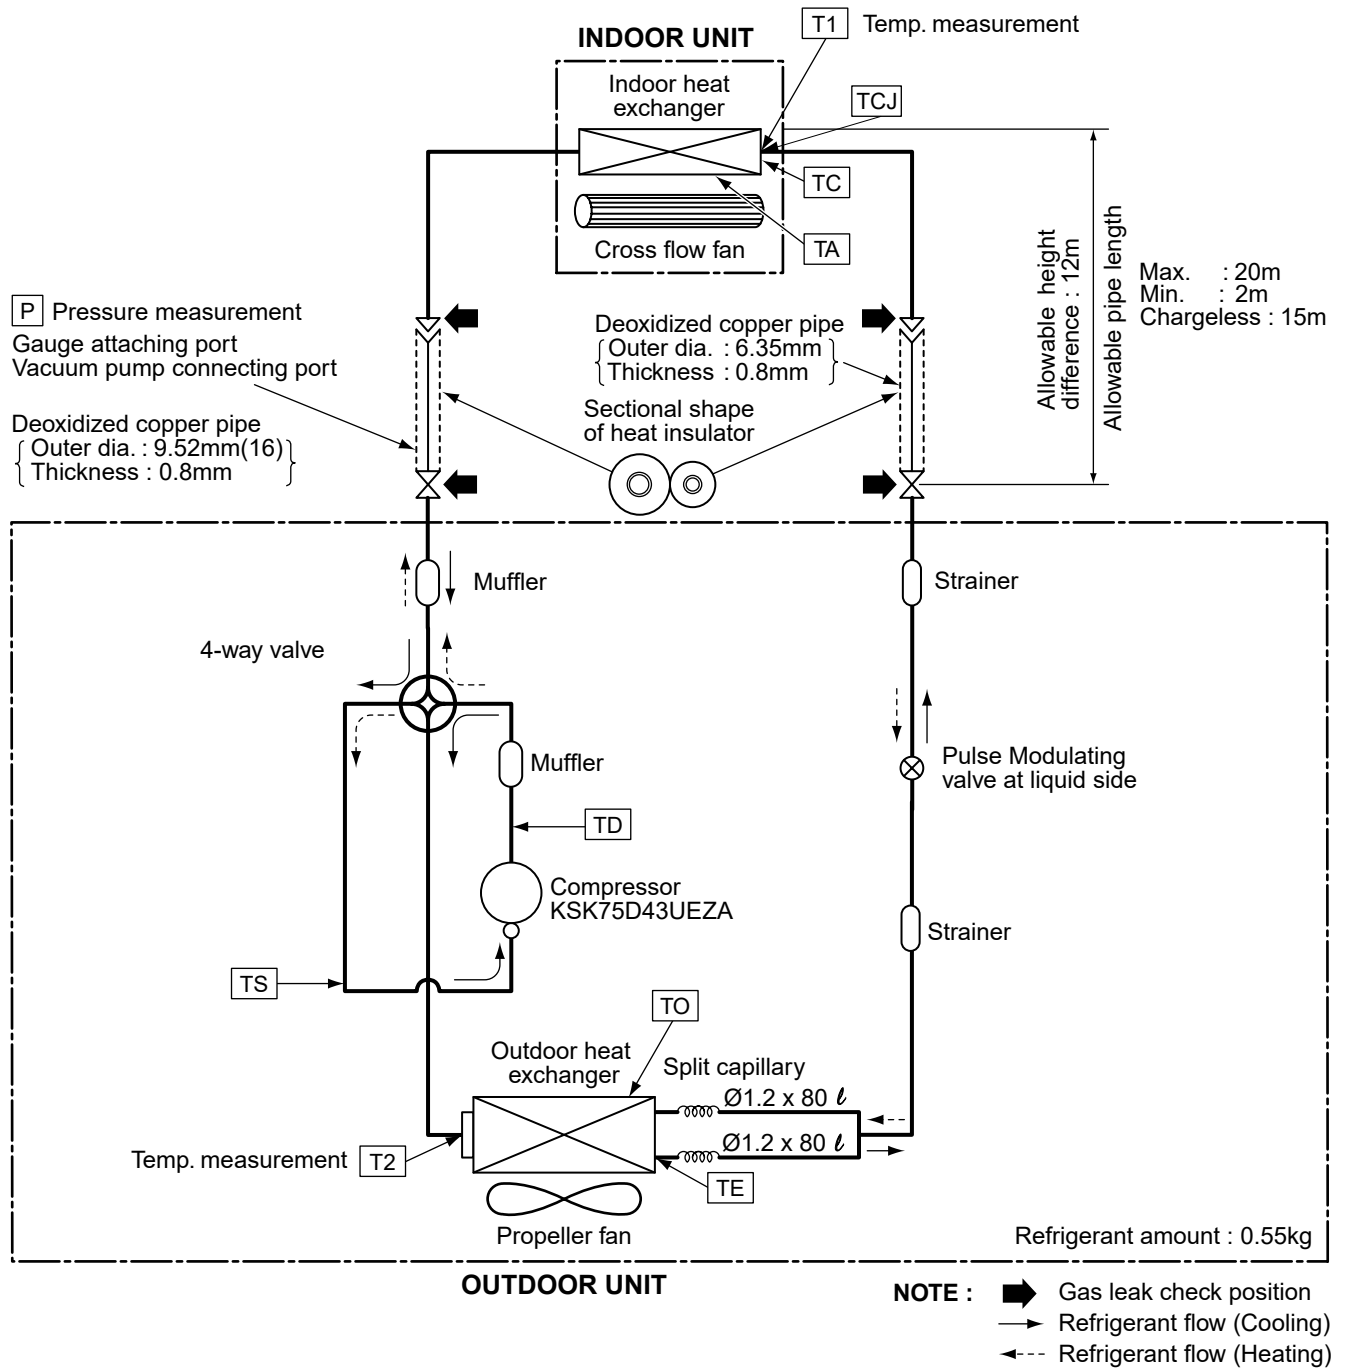 T1 Temp. measurement
INDOOR UNIT
Indoor heat
exchanger
TCJ
TC
Cross flow fan
TA
Allowable height
difference : 12m
Allowable pipe length
Max. : 20m
Min. : 2m
Chargeless : 15m
P Pressure measurement
Gauge attaching port
Vacuum pump connecting port
Deoxidized copper pipe
Outer dia. : 9.52mm(16)
Thickness : 0.8mm
Deoxidized copper pipe
Outer dia. : 6.35mm
Thickness : 0.8mm
Sectional shape
of heat insulator
Muffler
Strainer
4-way valve
Muffler
Pulse Modulating
valve at liquid side
TD
Compressor
KSK75D43UEZA
Strainer
TS
TO
Outdoor heat
exchanger
Split capillary
Ø1.2 x 80 ℓ
Ø1.2 x 80 ℓ
Temp. measurement T2
TE
Propeller fan
Refrigerant amount : 0.55kg
OUTDOOR UNIT
NOTE : Gas leak check position
Refrigerant flow (Cooling)
Refrigerant flow (Heating)